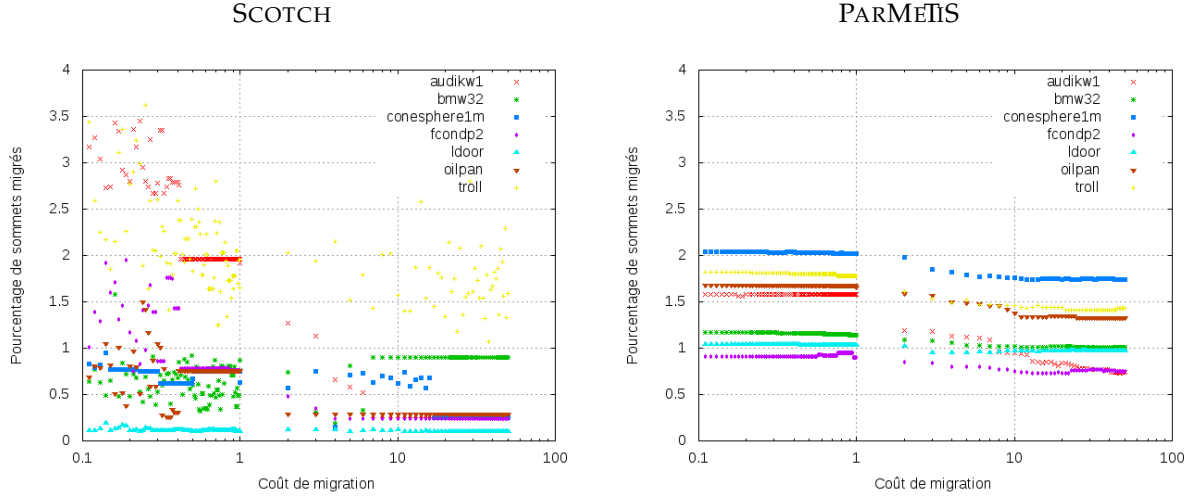 SCOTCH
4
3.5
3
2.5
2
1.5
1
0.5
0
0.1
1
10
100
Pourcentage de sommets migrés
Coût de migration
audikw1
bmw32
conesphere1m
fcondp2
ldoor
oilpan
troll
PARMETIS
4
3.5
3
2.5
2
1.5
1
0.5
0
0.1
1
10
100
Pourcentage de sommets migrés
Coût de migration
audikw1
bmw32
conesphere1m
fcondp2
ldoor
oilpan
troll